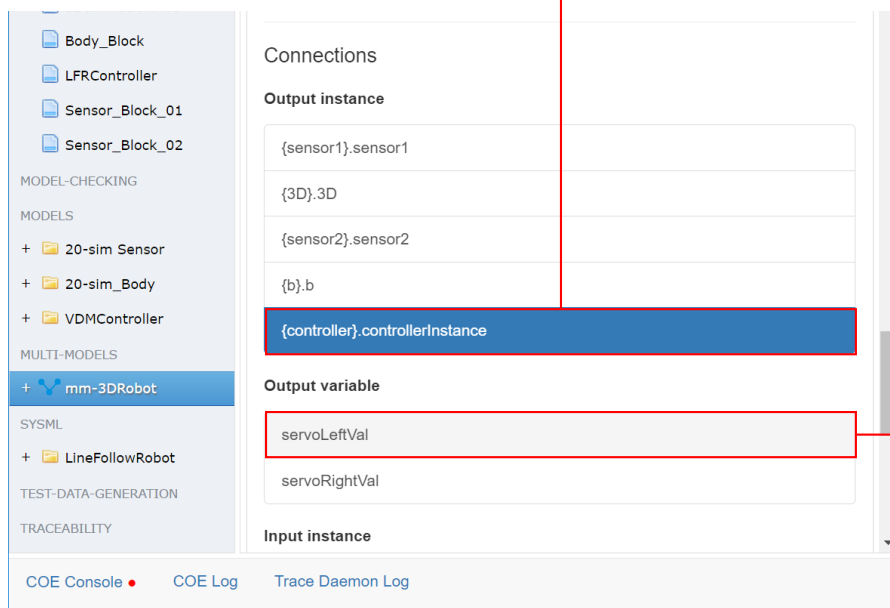 Body_Block
LFRController
Sensor_Block_01
Sensor_Block_02
MODEL-CHECKING
MODELS
+ 20-sim Sensor
+ 20-sim_Body
+ VDMController
MULTI-MODELS
+ mm-3DRobot
SYSML
+ LineFollowRobot
TEST-DATA-GENERATION
TRACEABILITY
Connections
Output instance
{sensor1}.sensor1
{3D}.3D
{sensor2}.sensor2
{b}.b
{controller}.controllerInstance
Output variable
servoLeftVal
servoRightVal
Input instance
COE Console COE Log Trace Daemon Log